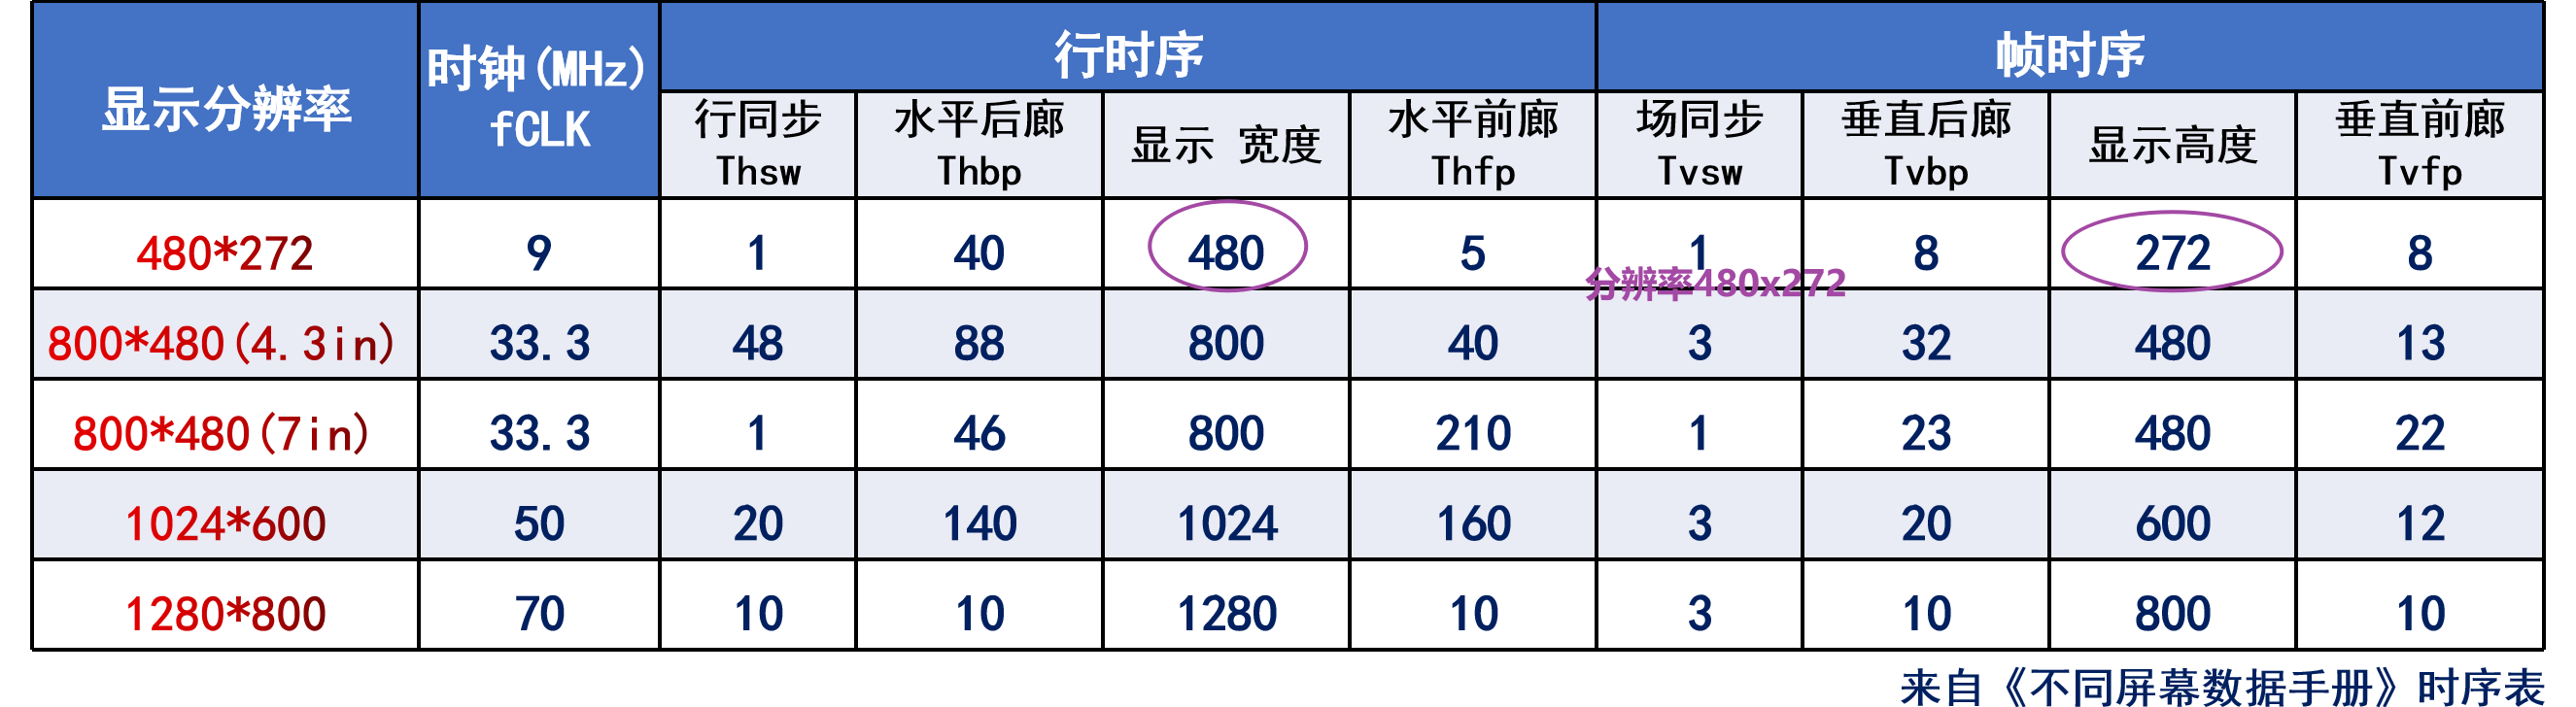 显示分辨率 时钟(MHz) fCLK 行时序 帧时序
行同步 Thsw 水平后廊 Thbp 显示 宽度 水平前廊 Thfp 场同步 Tvsw 垂直后廊 Tvbp 显示高度 垂直前廊 Tvfp
480*272 9 1 40 480 5 1 8 272 8
分辨率480x272
800*480(4.3in) 33.3 48 88 800 40 3 32 480 13
800*480(7in) 33.3 1 46 800 210 1 23 480 22
1024*600 50 20 140 1024 160 3 20 600 12
1280*800 70 10 10 1280 10 3 10 800 10
来自《不同屏幕数据手册》时序表